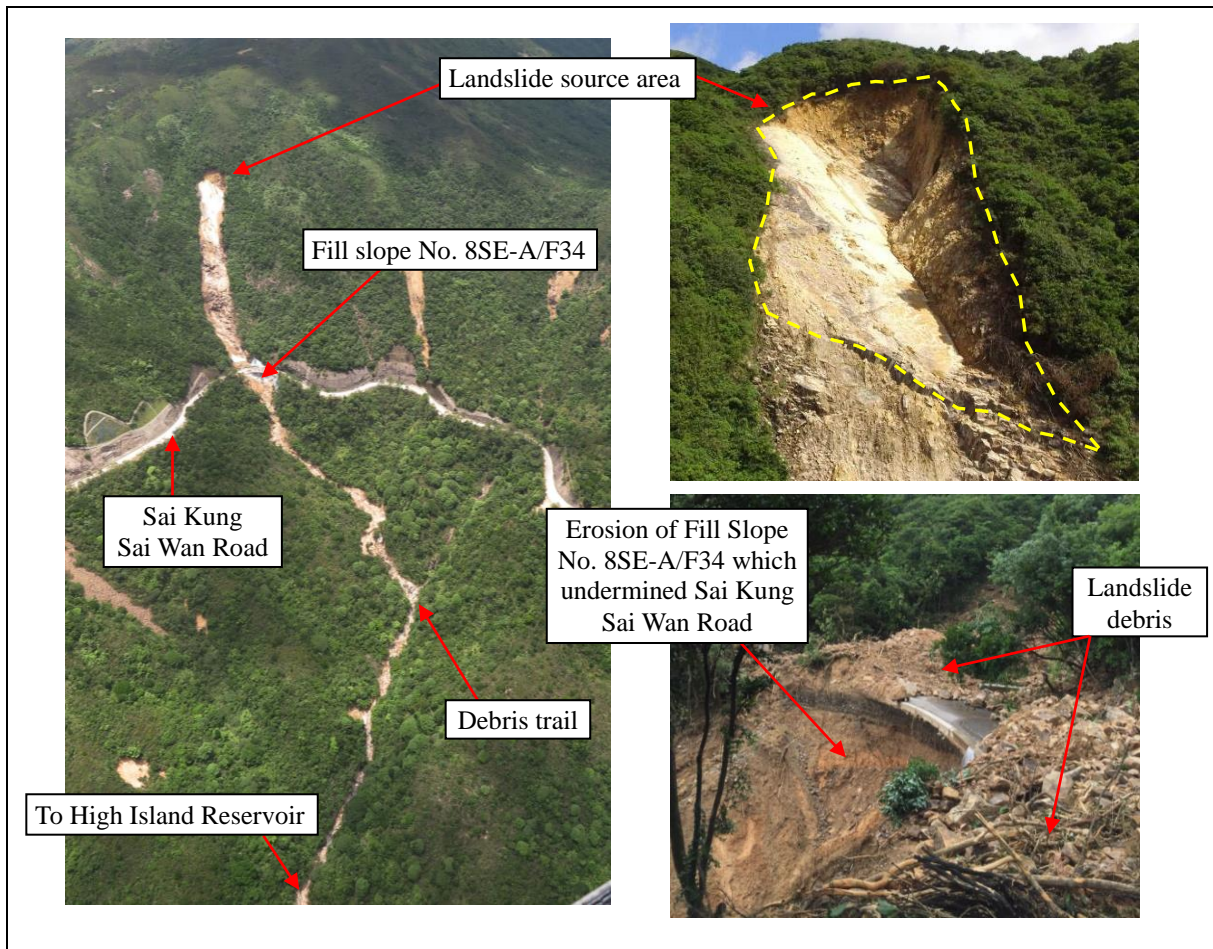 Landslide source area
Fill slope No. 8SE-A/F34
Sai Kung
Sai Wan Road
Erosion of Fill Slope
No. 8SE-A/F34 which
undermined Sai Kung
Sai Wan Road
Landslide
debris
Debris trail
To High Island Reservoir